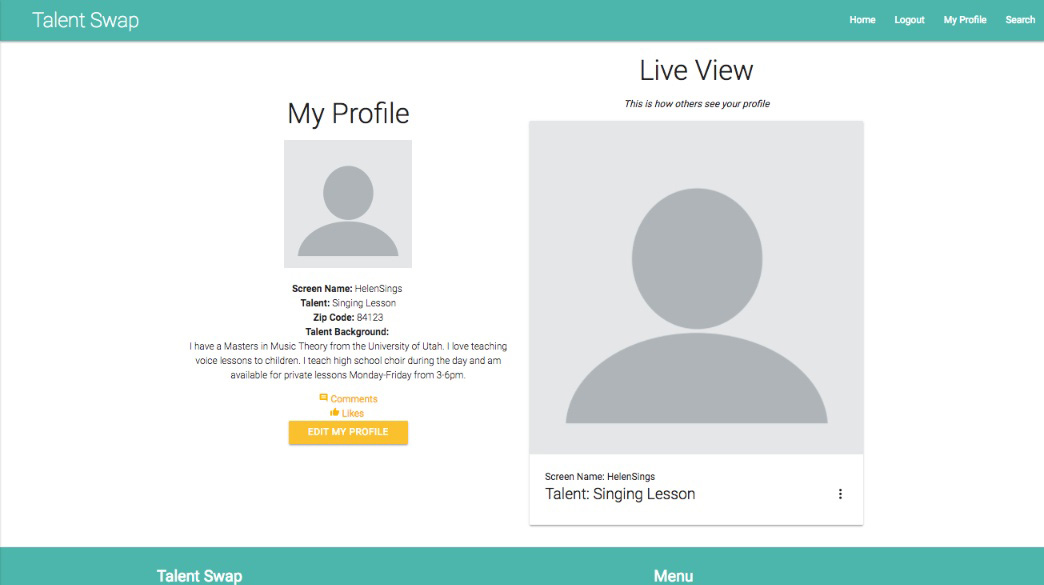 Talent Swap
Home Logout My Profile Search
My Profile
Screen Name: HelenSings
Talent: Singing Lesson
Zip Code: 84123
Talent Background:
I have a Masters in Music Theory from the University of Utah. I love teaching
voice lessons to children. I teach high school choir during the day and am
available for private lessons Monday-Friday from 3-6pm.
Comments
Likes
EDIT MY PROFILE
Live View
This is how others see your profile
Screen Name: HelenSings
Talent: Singing Lesson
Talent Swap
Menu